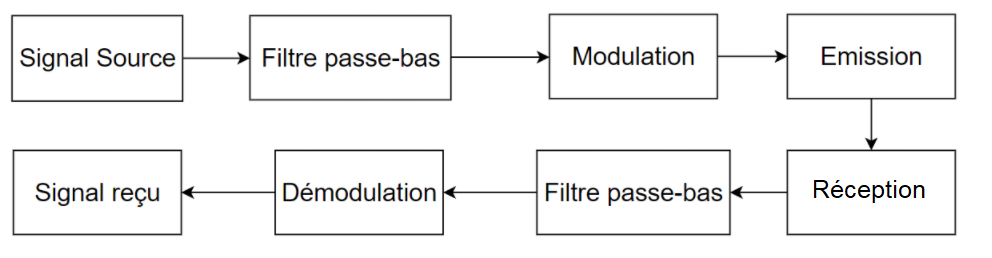 Signal Source
Filtre passe-bas
Modulation
Emission
Réception
Filtre passe-bas
Démodulation
Signal reçu